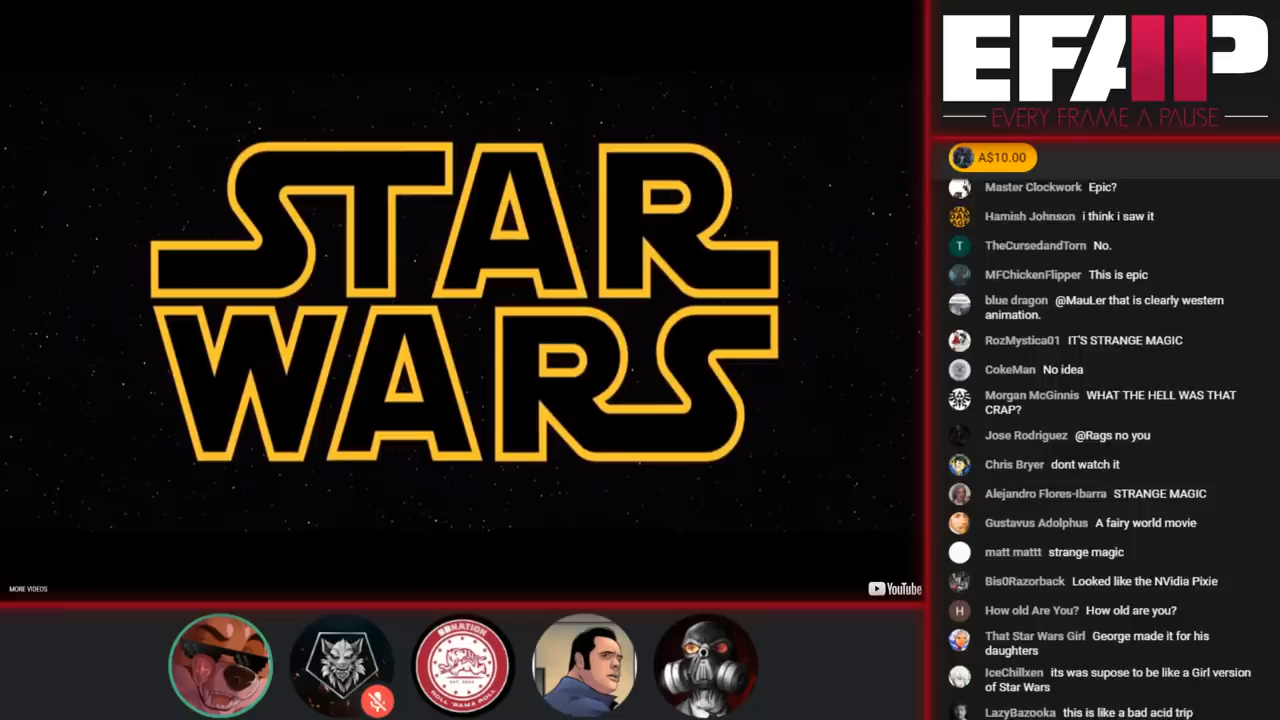 STAR
WARS
MORE VIDEOS
YouTube
EFAP
EVERY FRAME A PAUSE
A$10.00
Master Clockwork Epic?
Hamish Johnson i think i saw it
T TheCursedandTorn No.
MFChickenFlipper This is epic
blue dragon @MauLer that is clearly western
animation.
RozMystica01 IT'S STRANGE MAGIC
CokeMan No idea
Morgan McGinnis WHAT THE HELL WAS THAT
CRAP?
Jose Rodriguez @Rags no you
Chris Bryer dont watch it
Alejandro Flores-Ibarra STRANGE MAGIC
Gustavus Adolphus A fairy world movie
matt mattt strange magic
Bis0Razorback Looked like the NVidia Pixie
H How old Are You? How old are you?
That Star Wars Girl George made it for his
daughters
IceChillxen its was supose to be like a Girl version
of Star Wars
LazyBazooka this is like a bad acid trip
NATION
ROLL 'BAMA ROLL